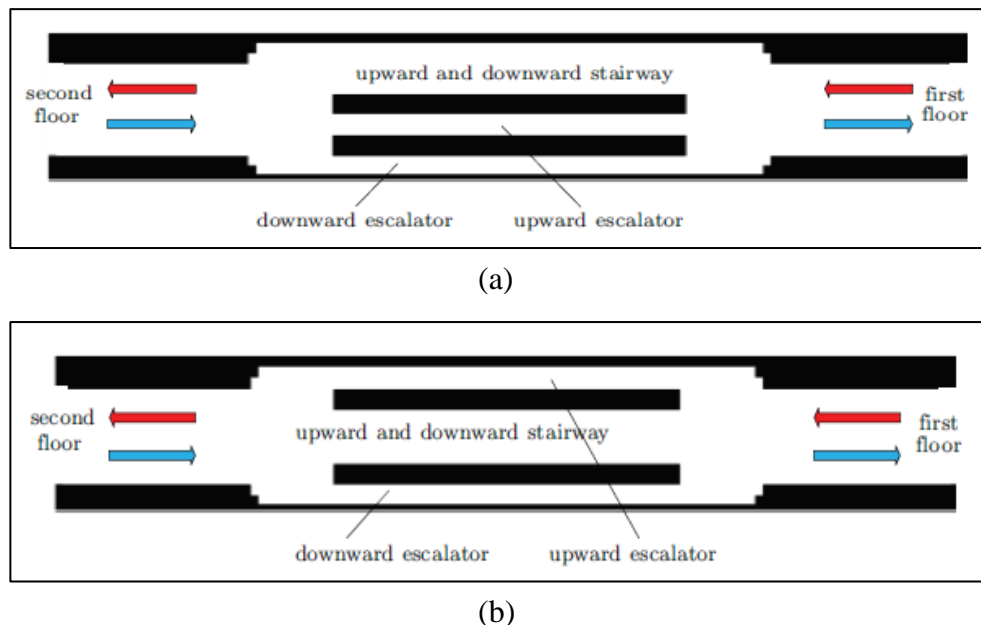 upward and downward stairway
second
floor
first
floor
downward escalator
upward escalator
(a)
second
floor
upward and downward stairway
first
floor
downward escalator
upward escalator
(b)